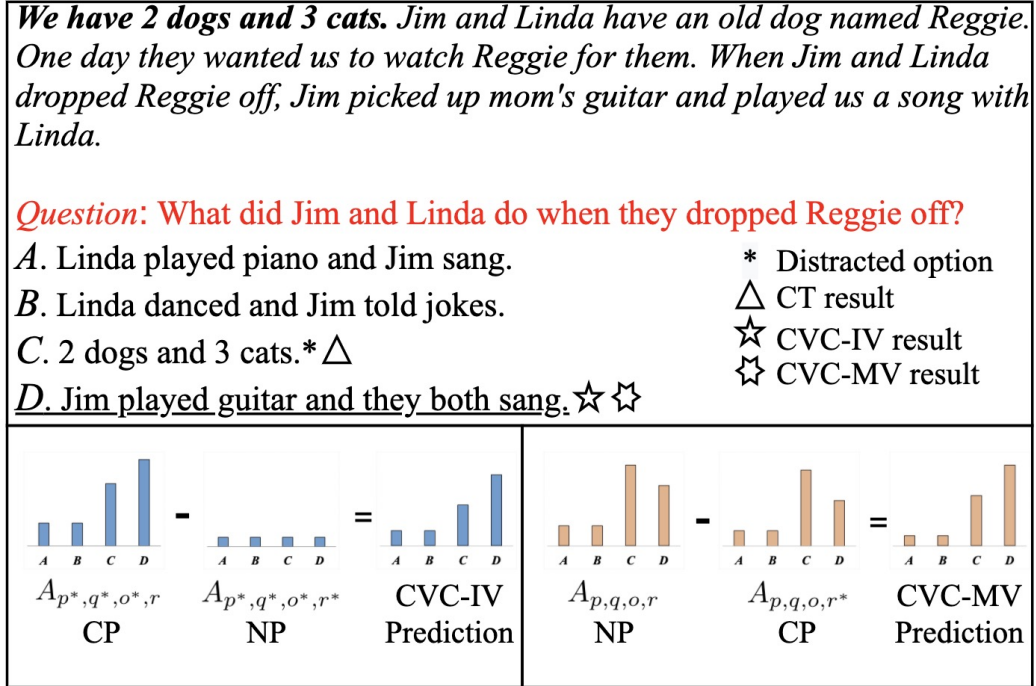 We have 2 dogs and 3 cats. Jim and Linda have an old dog named Reggie.
One day they wanted us to watch Reggie for them. When Jim and Linda
dropped Reggie off, Jim picked up mom's guitar and played us a song with
Linda.
Question: What did Jim and Linda do when they dropped Reggie off?
A. Linda played piano and Jim sang.
B. Linda danced and Jim told jokes.
C. 2 dogs and 3 cats.*△
D. Jim played guitar and they both sang.☆✡
* Distracted option
△ CT result
☆ CVC-IV result
✡ CVC-MV result
A B C D
-
A B C D
=
A B C D
A_{p*,q*,o*,r}
CP
A_{p*,q*,o*,r*}
NP
CVC-IV
Prediction
A B C D
-
A B C D
=
A B C D
A_{p,q,o,r}
NP
A_{p,q,o,r*}
CP
CVC-MV
Prediction